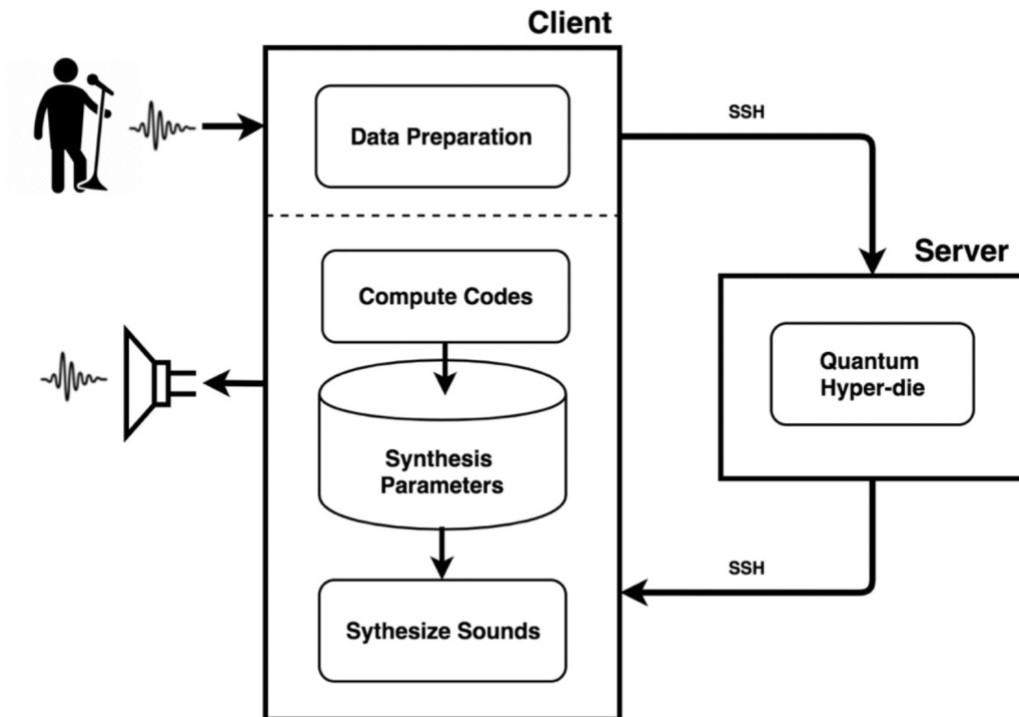 Client
Data Preparation
SSH
Compute Codes
Server
Quantum
Hyper-die
Synthesis
Parameters
SSH
Sythesize Sounds